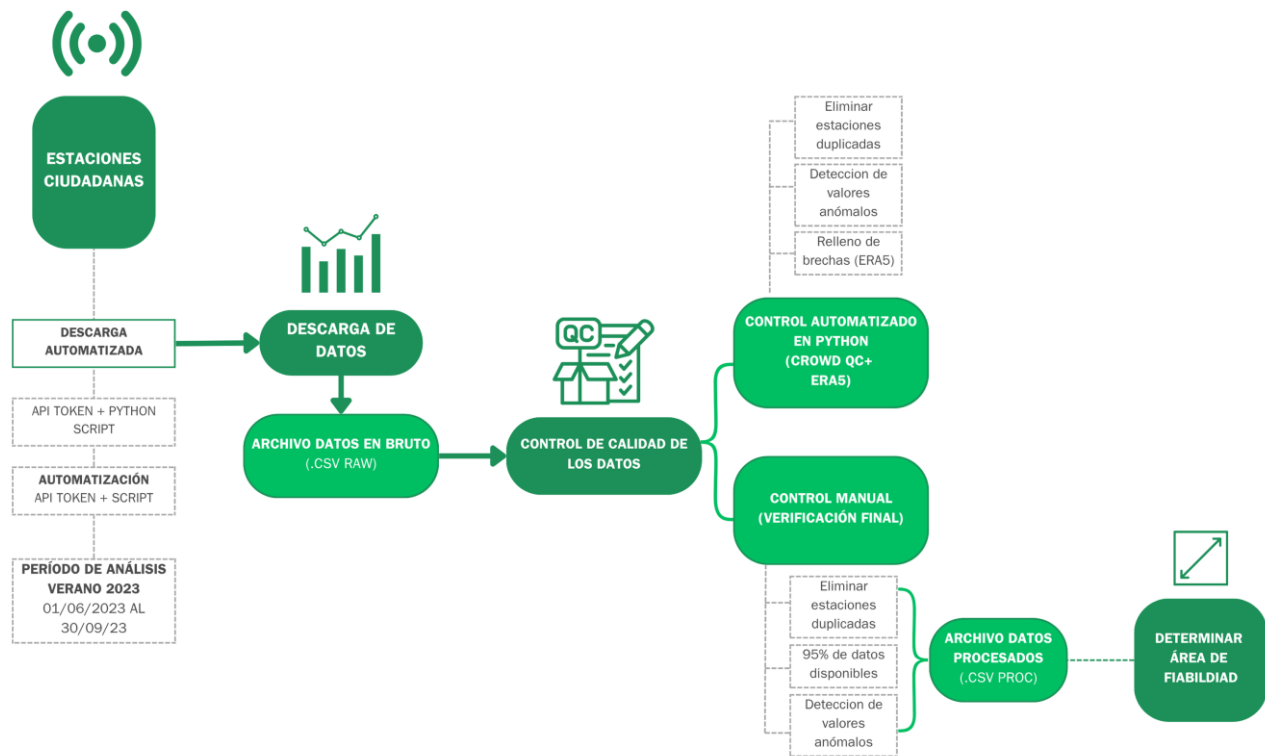 ESTACIONES
CIUDADANAS
DESCARGA
AUTOMATIZADA
API TOKEN + PYTHON
SCRIPT
AUTOMATIZACIÓN
API TOKEN + SCRIPT
PERÍODO DE ANÁLISIS
VERANO 2023
01/06/2023 AL
30/09/23
DESCARGA DE
DATOS
ARCHIVO DATOS EN BRUTO
(.CSV RAW)
QC
CONTROL DE CALIDAD DE
LOS DATOS
Eliminar
estaciones
duplicadas
Deteccion de
valores
anómalos
Relleno de
brechas (ERA5)
CONTROL AUTOMATIZADO
EN PYTHON
(CROWD QC+
ERA5)
CONTROL MANUAL
(VERIFICACIÓN FINAL)
Eliminar
estaciones
duplicadas
95% de datos
disponibles
Deteccion de
valores
anómalos
ARCHIVO DATOS
PROCESADOS
(.CSV PROC)
DETERMINAR
ÁREA DE
FIABILDIAD